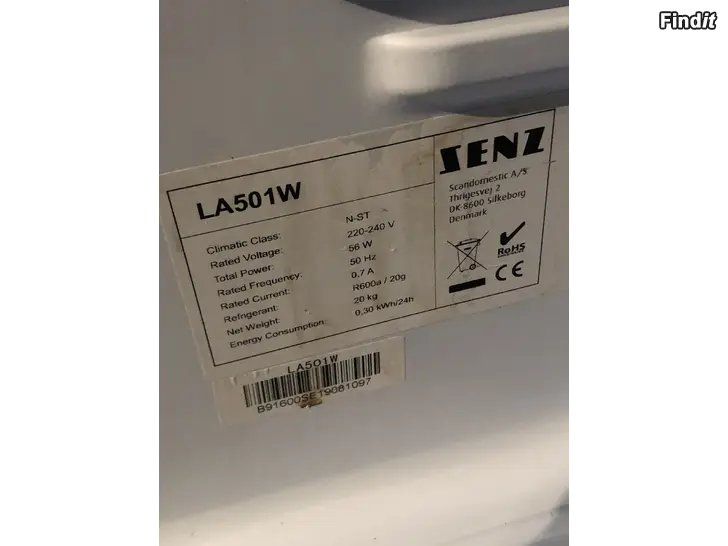 Findit
SENZ
Scandomestic A/S
Thrigesvej 2
DK-8600 Silkeborg
Denmark
RoHS
CE
LA501W
Climatic Class: N-ST
Rated Voltage: 220-240 V
Total Power: 56 W
Rated Frequency: 50 Hz
Rated Current: 0,7 A
Refrigerant: R600a / 20g
Net Weight: 20 kg
Energy Consumption: 0,30 kWh/24h
LA501W
B91600SE19081097